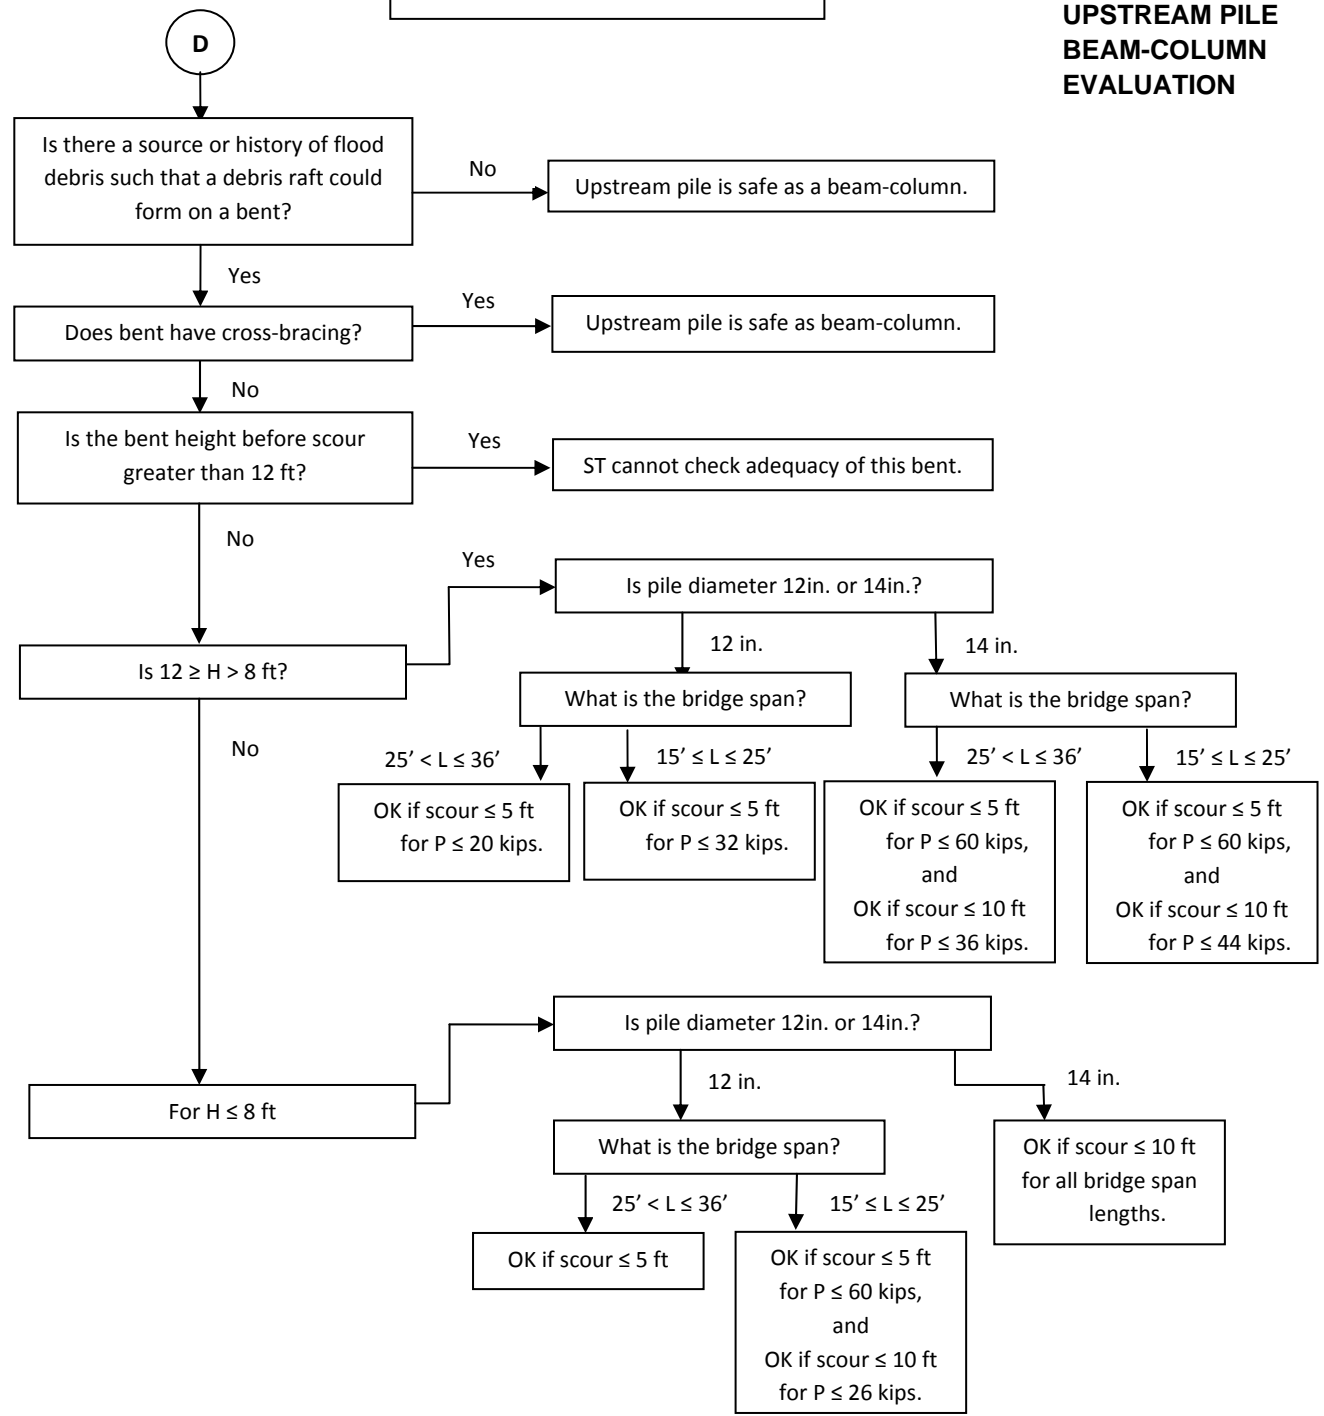 UPSTREAM PILE
BEAM-COLUMN
EVALUATION
D
Is there a source or history of flood
debris such that a debris raft could
form on a bent?
No
Upstream pile is safe as a beam-column.
Yes
Does bent have cross-bracing?
Yes
Upstream pile is safe as beam-column.
No
Is the bent height before scour
greater than 12 ft?
Yes
ST cannot check adequacy of this bent.
No
Is 12 ≥ H > 8 ft?
Yes
Is pile diameter 12in. or 14in.?
12 in.
14 in.
What is the bridge span?
What is the bridge span?
25’ < L ≤ 36’
15’ ≤ L ≤ 25’
25’ < L ≤ 36’
15’ ≤ L ≤ 25’
OK if scour ≤ 5 ft
for P ≤ 20 kips.
OK if scour ≤ 5 ft
for P ≤ 32 kips.
OK if scour ≤ 5 ft
for P ≤ 60 kips,
and
OK if scour ≤ 10 ft
for P ≤ 36 kips.
OK if scour ≤ 5 ft
for P ≤ 60 kips,
and
OK if scour ≤ 10 ft
for P ≤ 44 kips.
No
For H ≤ 8 ft
Is pile diameter 12in. or 14in.?
12 in.
14 in.
What is the bridge span?
OK if scour ≤ 10 ft
for all bridge span
lengths.
25’ < L ≤ 36’
15’ ≤ L ≤ 25’
OK if scour ≤ 5 ft
OK if scour ≤ 5 ft
for P ≤ 60 kips,
and
OK if scour ≤ 10 ft
for P ≤ 26 kips.